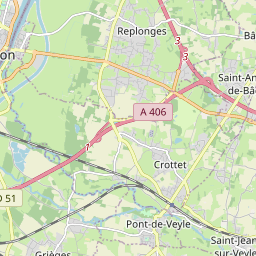 Replonges
Bâ
on
3
3
Saint-An
de-Bâ
A 406
1
Crottet
D 51
Pont-de-Veyle
Grièges
Saint-Jean
sur-Veyle